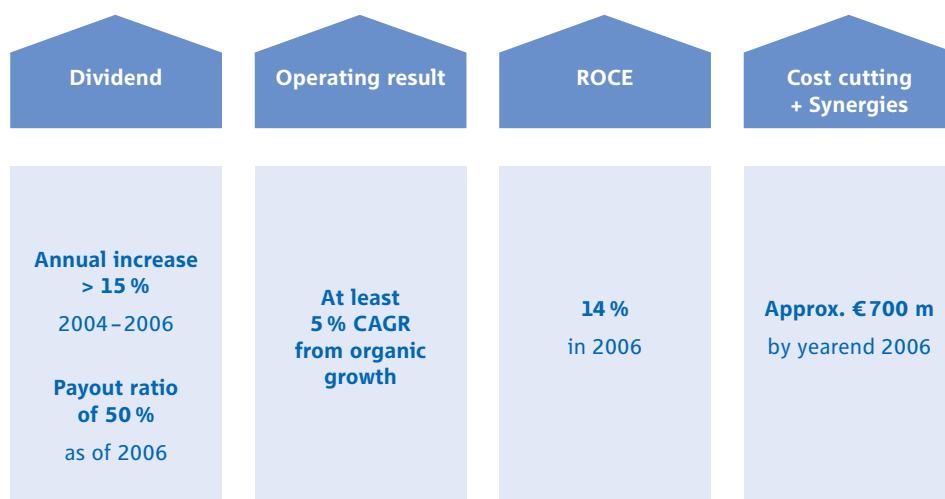 Dividend
Operating result
ROCE
Cost cutting
+ Synergies
Annual increase
> 15 %
2004–2006
Payout ratio
of 50 %
as of 2006
At least
5 % CAGR
from organic
growth
14 %
in 2006
Approx. € 700 m
by yearend 2006